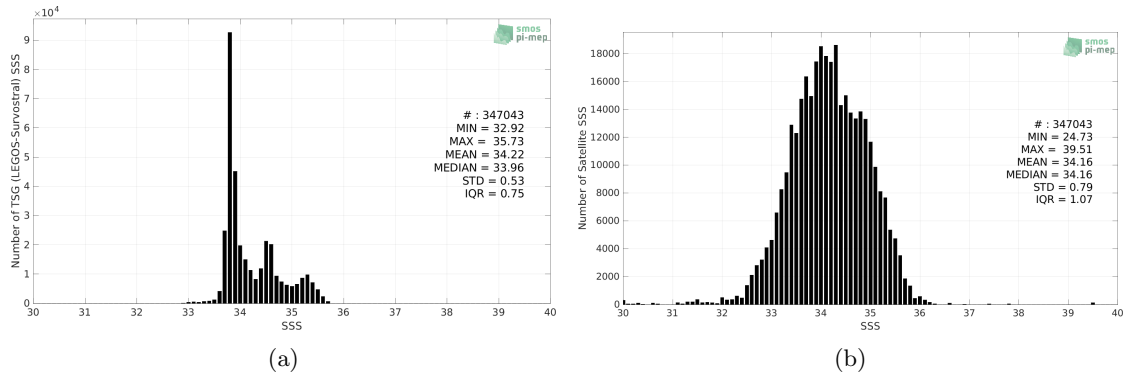 ×10⁴
smos
pi-mep
Number of TSG (LEGOS-Survostral) SSS
9
8
7
6
5
4
3
2
1
0
# : 347043
MIN = 32.92
MAX = 35.73
MEAN = 34.22
MEDIAN = 33.96
STD = 0.53
IQR = 0.75
30 31 32 33 34 35 36 37 38 39 40
SSS
(a)
smos
pi-mep
Number of Satellite SSS
18000
16000
14000
12000
10000
8000
6000
4000
2000
0
# : 347043
MIN = 24.73
MAX = 39.51
MEAN = 34.16
MEDIAN = 34.16
STD = 0.79
IQR = 1.07
30 31 32 33 34 35 36 37 38 39 40
SSS
(b)